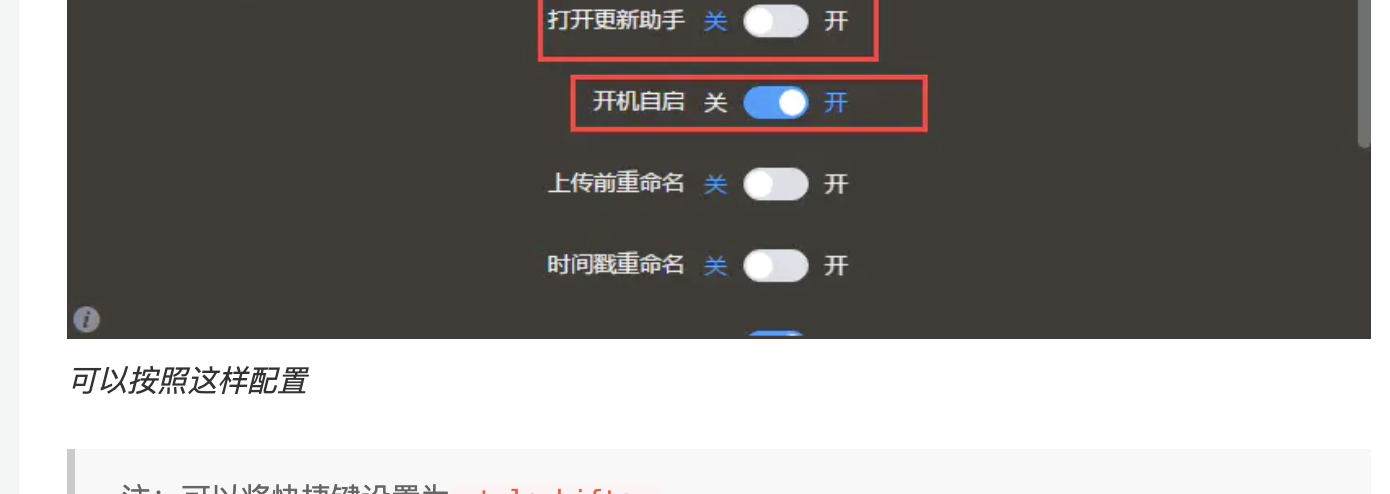 打开更新助手 关 开
开机自启 关 开
上传前重命名 关 开
时间戳重命名 关 开
i
可以按照这样配置
注：可以将快捷键设置为